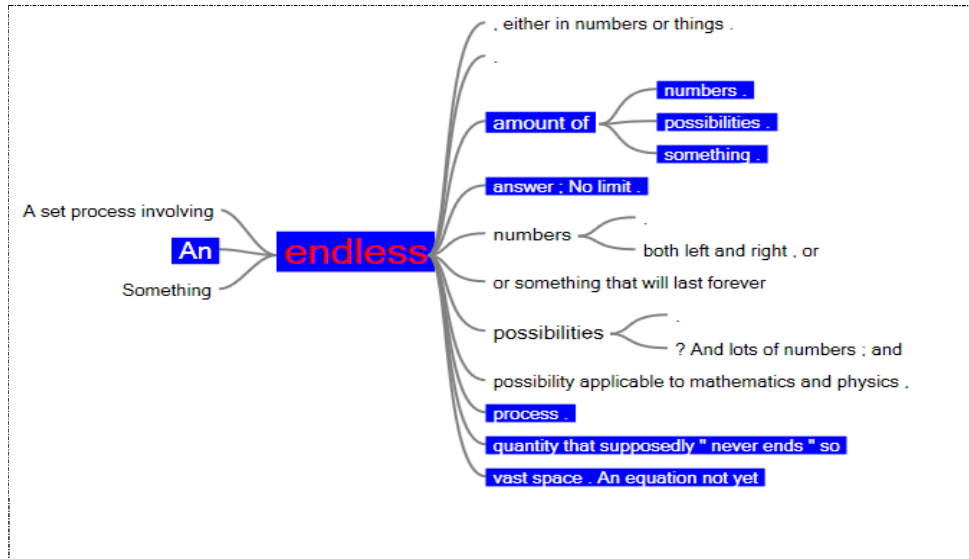 , either in numbers or things .
.
amount of
numbers .
possibilities .
something .
answer ; No limit .
A set process involving
An
Something
endless
numbers
.
both left and right , or
or something that will last forever
possibilities
.
? And lots of numbers ; and
possibility applicable to mathematics and physics ,
process .
quantity that supposedly " never ends " so
vast space . An equation not yet